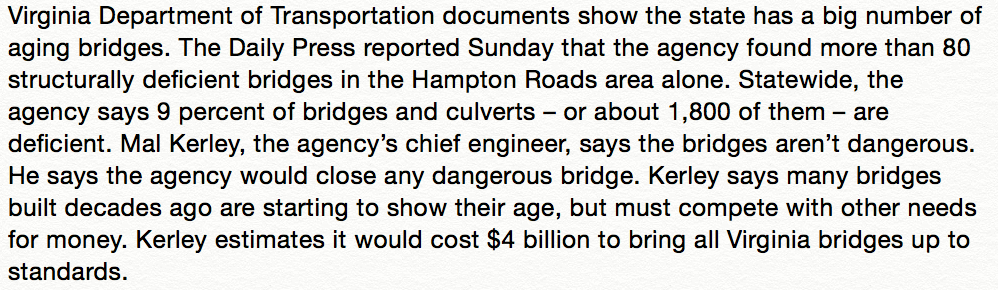 Virginia Department of Transportation documents show the state has a big number of
aging bridges. The Daily Press reported Sunday that the agency found more than 80
structurally deficient bridges in the Hampton Roads area alone. Statewide, the
agency says 9 percent of bridges and culverts – or about 1,800 of them – are
deficient. Mal Kerley, the agency’s chief engineer, says the bridges aren’t dangerous.
He says the agency would close any dangerous bridge. Kerley says many bridges
built decades ago are starting to show their age, but must compete with other needs
for money. Kerley estimates it would cost $4 billion to bring all Virginia bridges up to
standards.